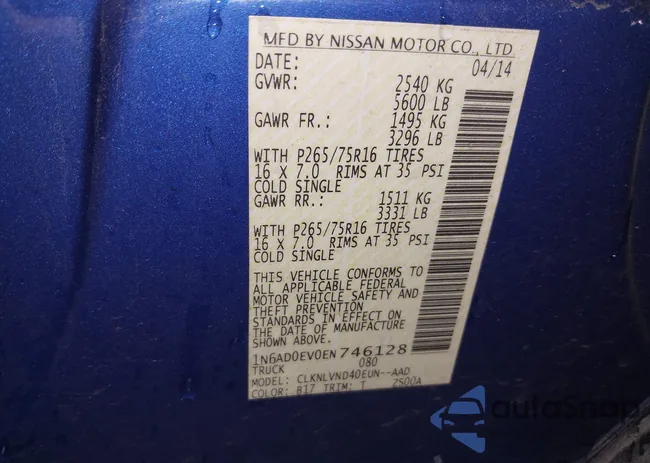 MFD BY NISSAN MOTOR CO., LTD.
DATE: 04/14
GVWR: 2540 KG
5600 LB
GAWR FR.: 1495 KG
3296 LB
WITH P265/75R16 TIRES
16 X 7.0 RIMS AT 35 PSI
COLD SINGLE
GAWR RR.: 1511 KG
3331 LB
WITH P265/75R16 TIRES
16 X 7.0 RIMS AT 35 PSI
COLD SINGLE
THIS VEHICLE CONFORMS TO
ALL APPLICABLE FEDERAL
MOTOR VEHICLE SAFETY AND
THEFT PREVENTION
STANDARDS IN EFFECT ON
THE DATE OF MANUFACTURE
SHOWN ABOVE.
1N6AD0EV0EN746128
TRUCK 080
MODEL: CLKNLVND40EUN--AAD
COLOR: B17 TRIM: T 2S00A
autoSnap